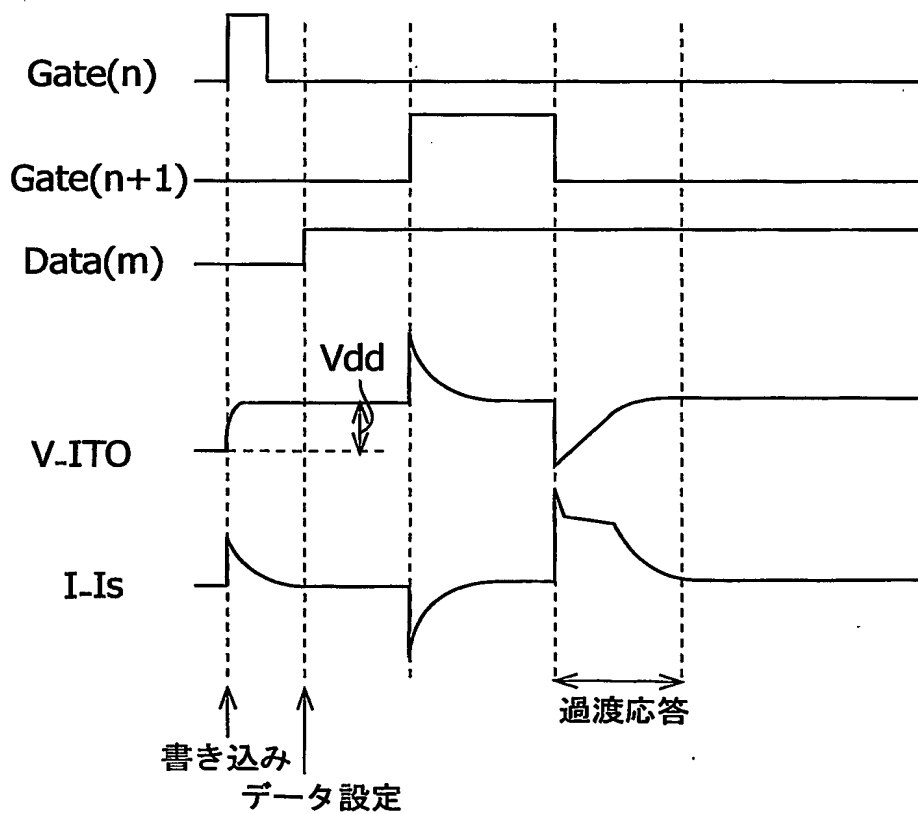 Gate(n)
Gate(n+1)
Data(m)
Vdd
V-ITO
I-Is
過渡応答
書き込み
データ設定